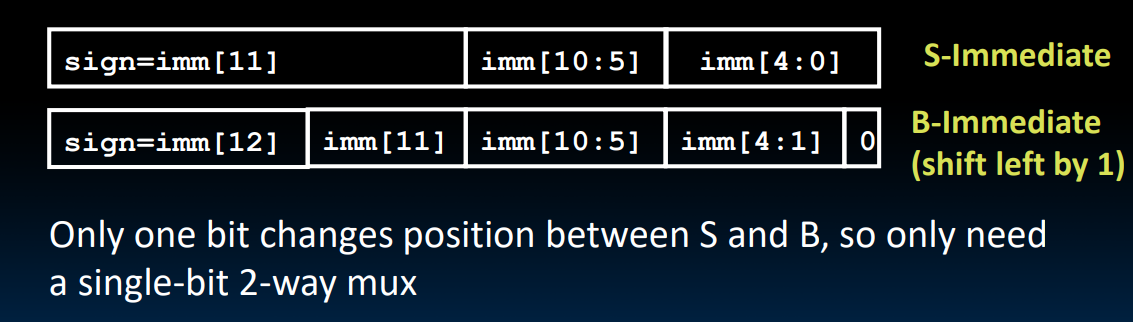 sign=imm[11] imm[10:5] imm[4:0] S-Immediate
sign=imm[12] imm[11] imm[10:5] imm[4:1] 0 B-Immediate
(shift left by 1)
Only one bit changes position between S and B, so only need
a single-bit 2-way mux